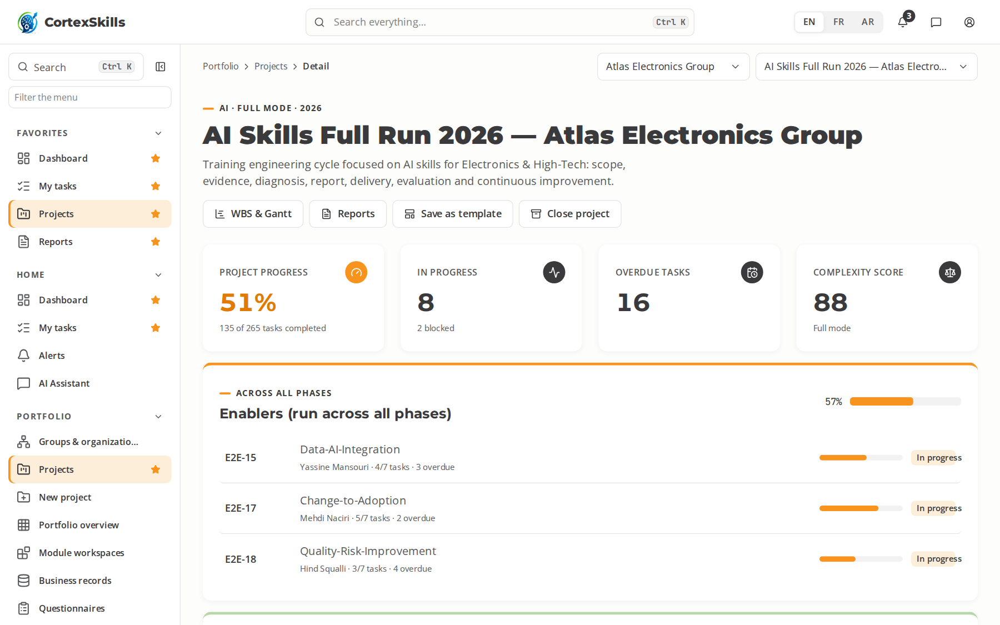 CortexSkills
Search everything...
Ctrl K
EN
FR
AR
3
Search
Ctrl K
Filter the menu
FAVORITES
Dashboard
My tasks
Projects
Reports
HOME
Dashboard
My tasks
Alerts
AI Assistant
PORTFOLIO
Groups & organizatio...
Projects
New project
Portfolio overview
Module workspaces
Business records
Questionnaires
Portfolio > Projects > Detail
Atlas Electronics Group
AI Skills Full Run 2026 — Atlas Electro...
AI · FULL MODE · 2026
AI Skills Full Run 2026 — Atlas Electronics Group
Training engineering cycle focused on AI skills for Electronics & High-Tech: scope,
evidence, diagnosis, report, delivery, evaluation and continuous improvement.
WBS & Gantt
Reports
Save as template
Close project
PROJECT PROGRESS
51%
135 of 265 tasks completed
IN PROGRESS
8
2 blocked
OVERDUE TASKS
16
COMPLEXITY SCORE
88
Full mode
ACROSS ALL PHASES
Enablers (run across all phases)
57%
E2E-15
Data-AI-Integration
Yassine Mansouri · 4/7 tasks · 3 overdue
In progress
E2E-17
Change-to-Adoption
Mehdi Naciri · 5/7 tasks · 2 overdue
In progress
E2E-18
Quality-Risk-Improvement
Hind Squalli · 3/7 tasks · 4 overdue
In progress